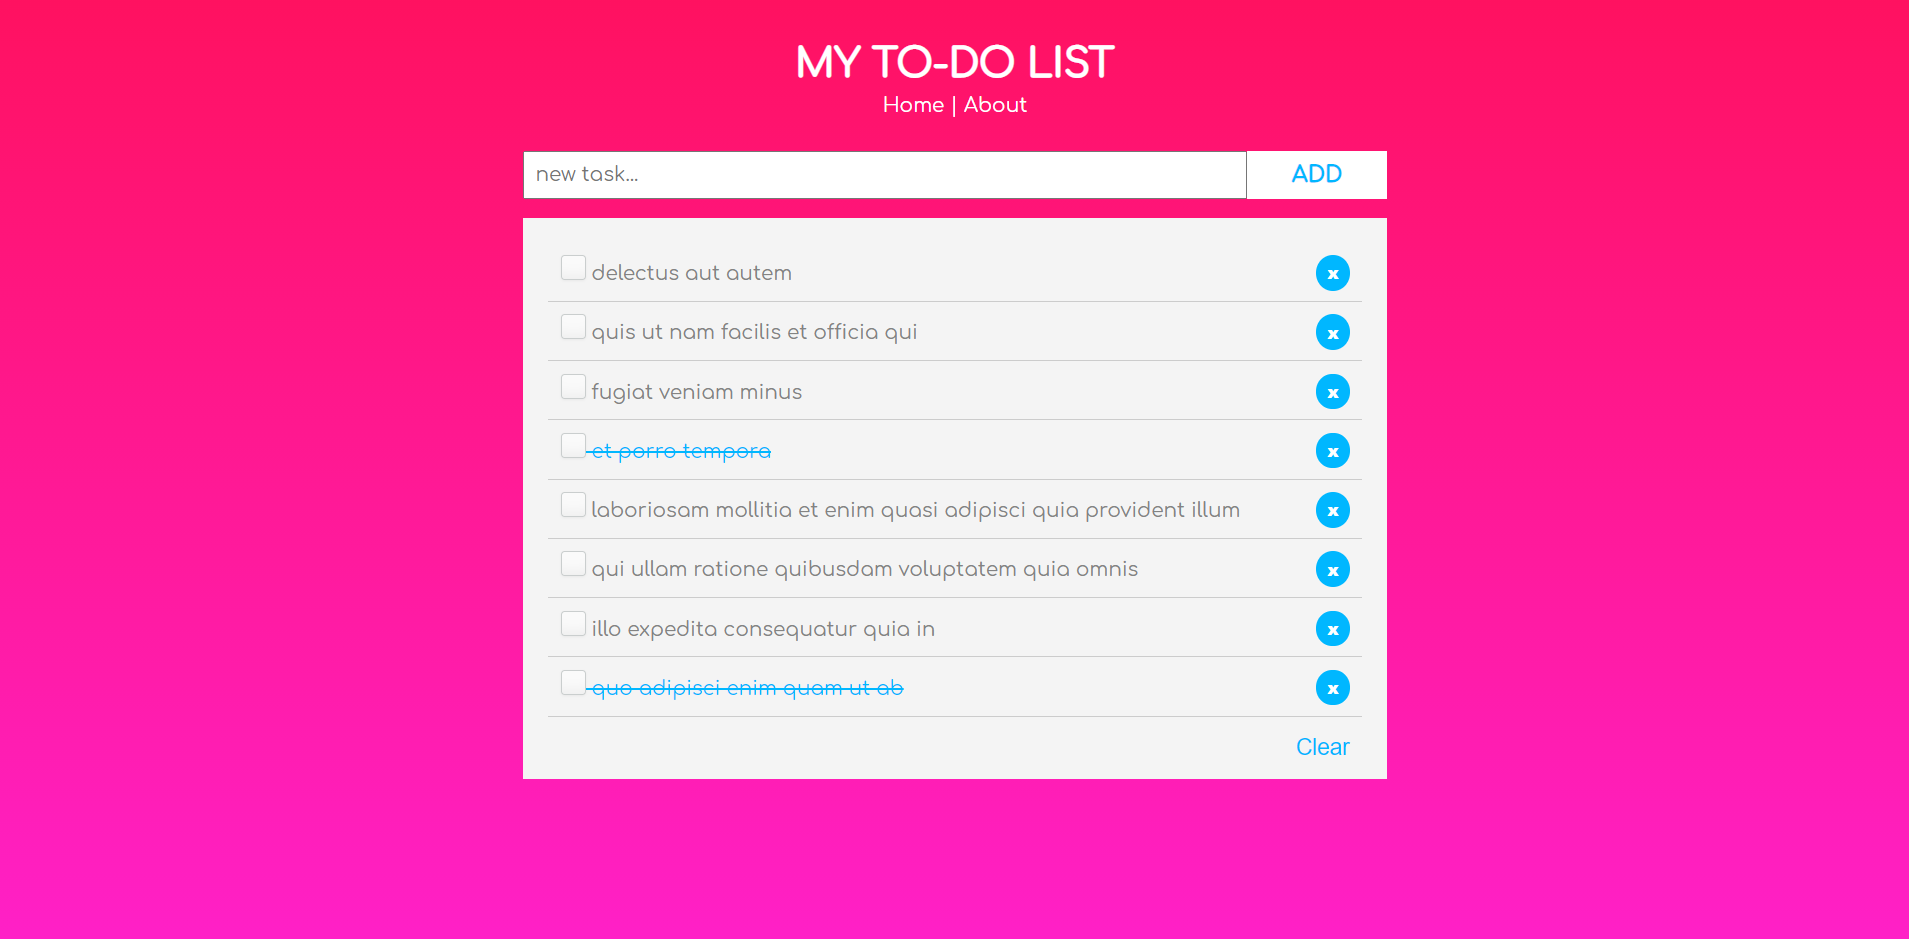 MY TO-DO LIST
Home | About
new task...
ADD
delectus aut autem
x
quis ut nam facilis et officia qui
x
fugiat veniam minus
x
et porro tempora
x
laboriosam mollitia et enim quasi adipisci quia provident illum
x
qui ullam ratione quibusdam voluptatem quia omnis
x
illo expedita consequatur quia in
x
quo adipisci enim quam ut ab
x
Clear